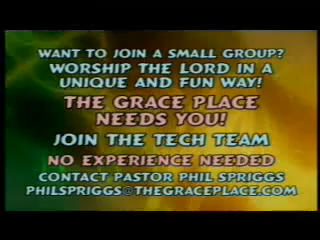 WANT TO JOIN A SMALL GROUP?
WORSHIP THE LORD IN A
UNIQUE AND FUN WAY!
THE GRACE PLACE
NEEDS YOU!
JOIN THE TECH TEAM
NO EXPERIENCE NEEDED
CONTACT PASTOR PHIL SPRIGGS
PHILSPRIGGS@THEGRACEPLACE.COM